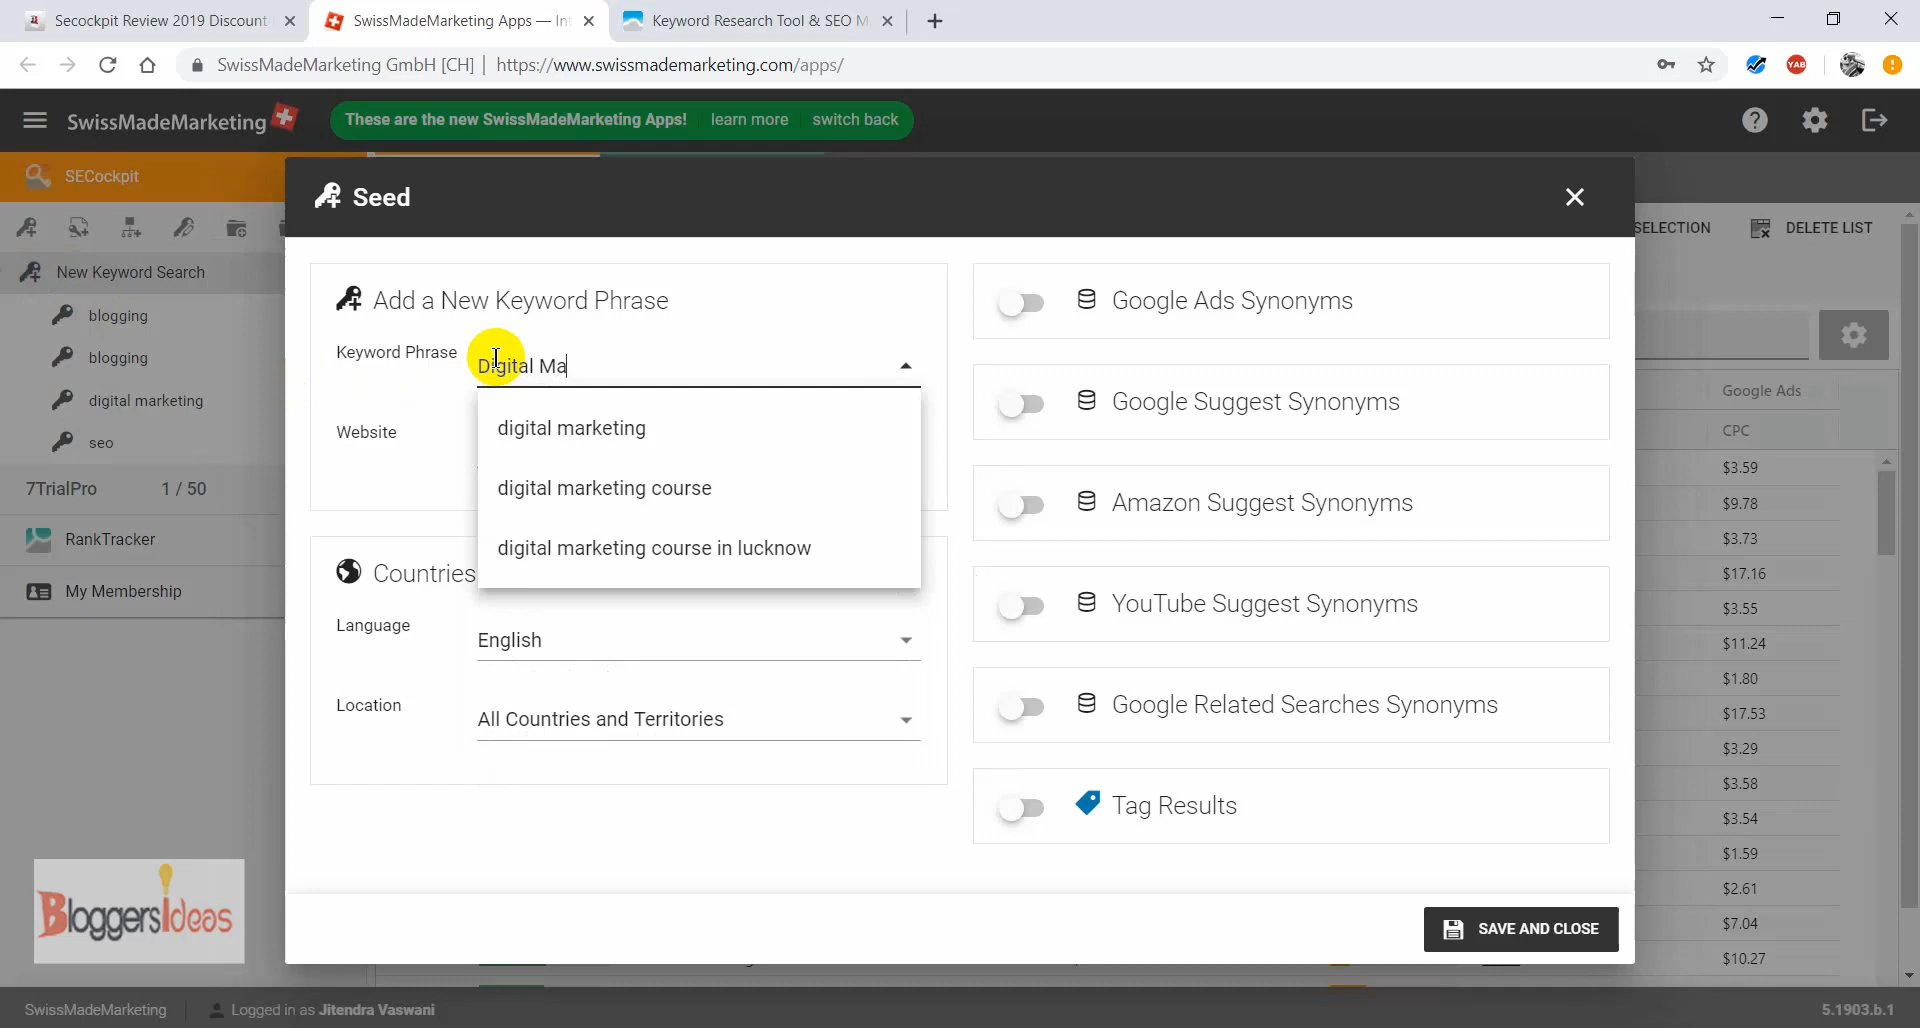 Secockpit Review 2019 Discount
SwissMadeMarketing Apps — Int
Keyword Research Tool & SEO M
SwissMadeMarketing GmbH [CH] | https://www.swissmademarketing.com/apps/
YAB
SwissMadeMarketing
These are the new SwissMadeMarketing Apps! learn more switch back
SECockpit
Seed
SELECTION
DELETE LIST
New Keyword Search
blogging
blogging
digital marketing
seo
7TrialPro 1 / 50
RankTracker
My Membership
Add a New Keyword Phrase
Keyword Phrase
Digital Ma
digital marketing
digital marketing course
digital marketing course in lucknow
Website
Countries
Language
English
Location
All Countries and Territories
Google Ads Synonyms
Google Suggest Synonyms
Amazon Suggest Synonyms
YouTube Suggest Synonyms
Google Related Searches Synonyms
Tag Results
Google Ads
CPC
$3.59
$9.78
$3.73
$17.16
$3.55
$11.24
$1.80
$17.53
$3.29
$3.58
$3.54
$1.59
$2.61
$7.04
$10.27
SAVE AND CLOSE
BloggersIdeas
SwissMadeMarketing
Logged in as Jitendra Vaswani
5.1903.b.1